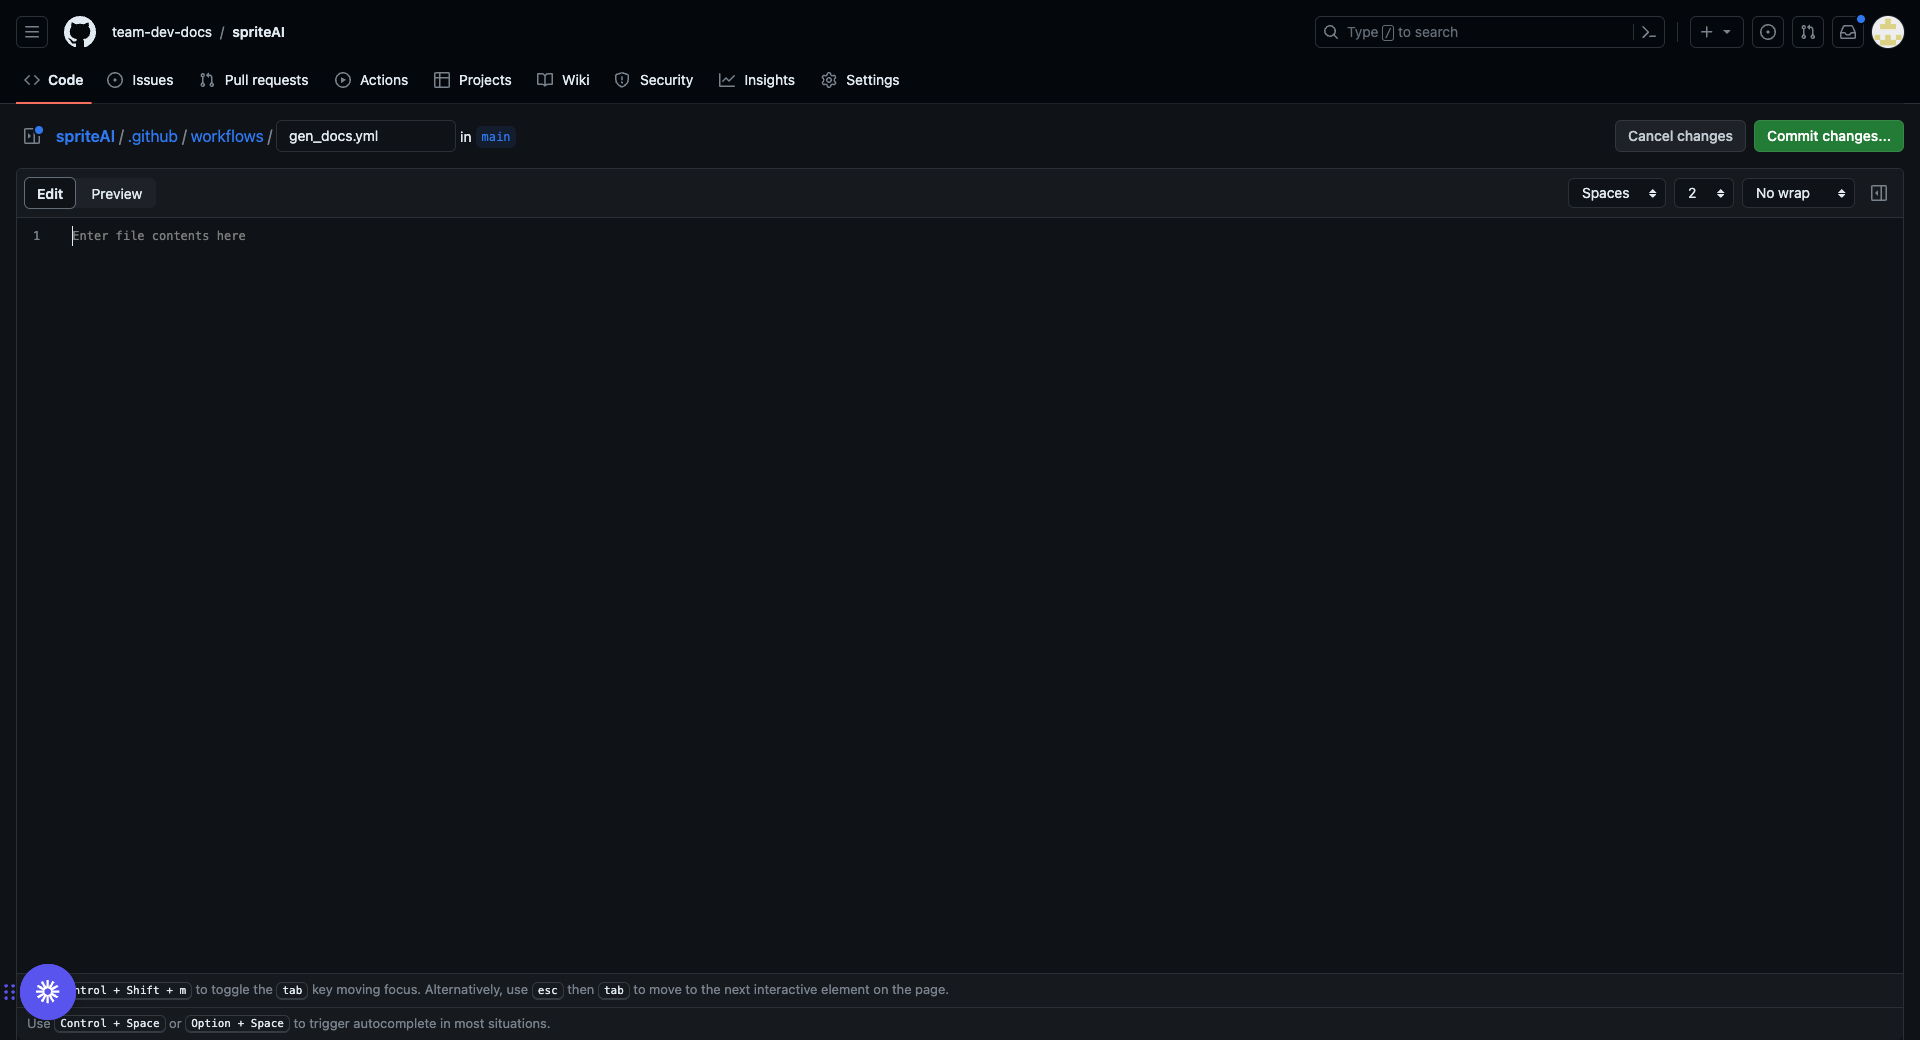 team-dev-docs / spriteAI
Type / to search
Code Issues Pull requests Actions Projects Wiki Security Insights Settings
spriteAI / .github / workflows / gen_docs.yml in main
Cancel changes Commit changes...
Edit Preview
Spaces 2 No wrap
1 Enter file contents here
ntrol + Shift + m to toggle the tab key moving focus. Alternatively, use esc then tab to move to the next interactive element on the page.
Use Control + Space or Option + Space to trigger autocomplete in most situations.